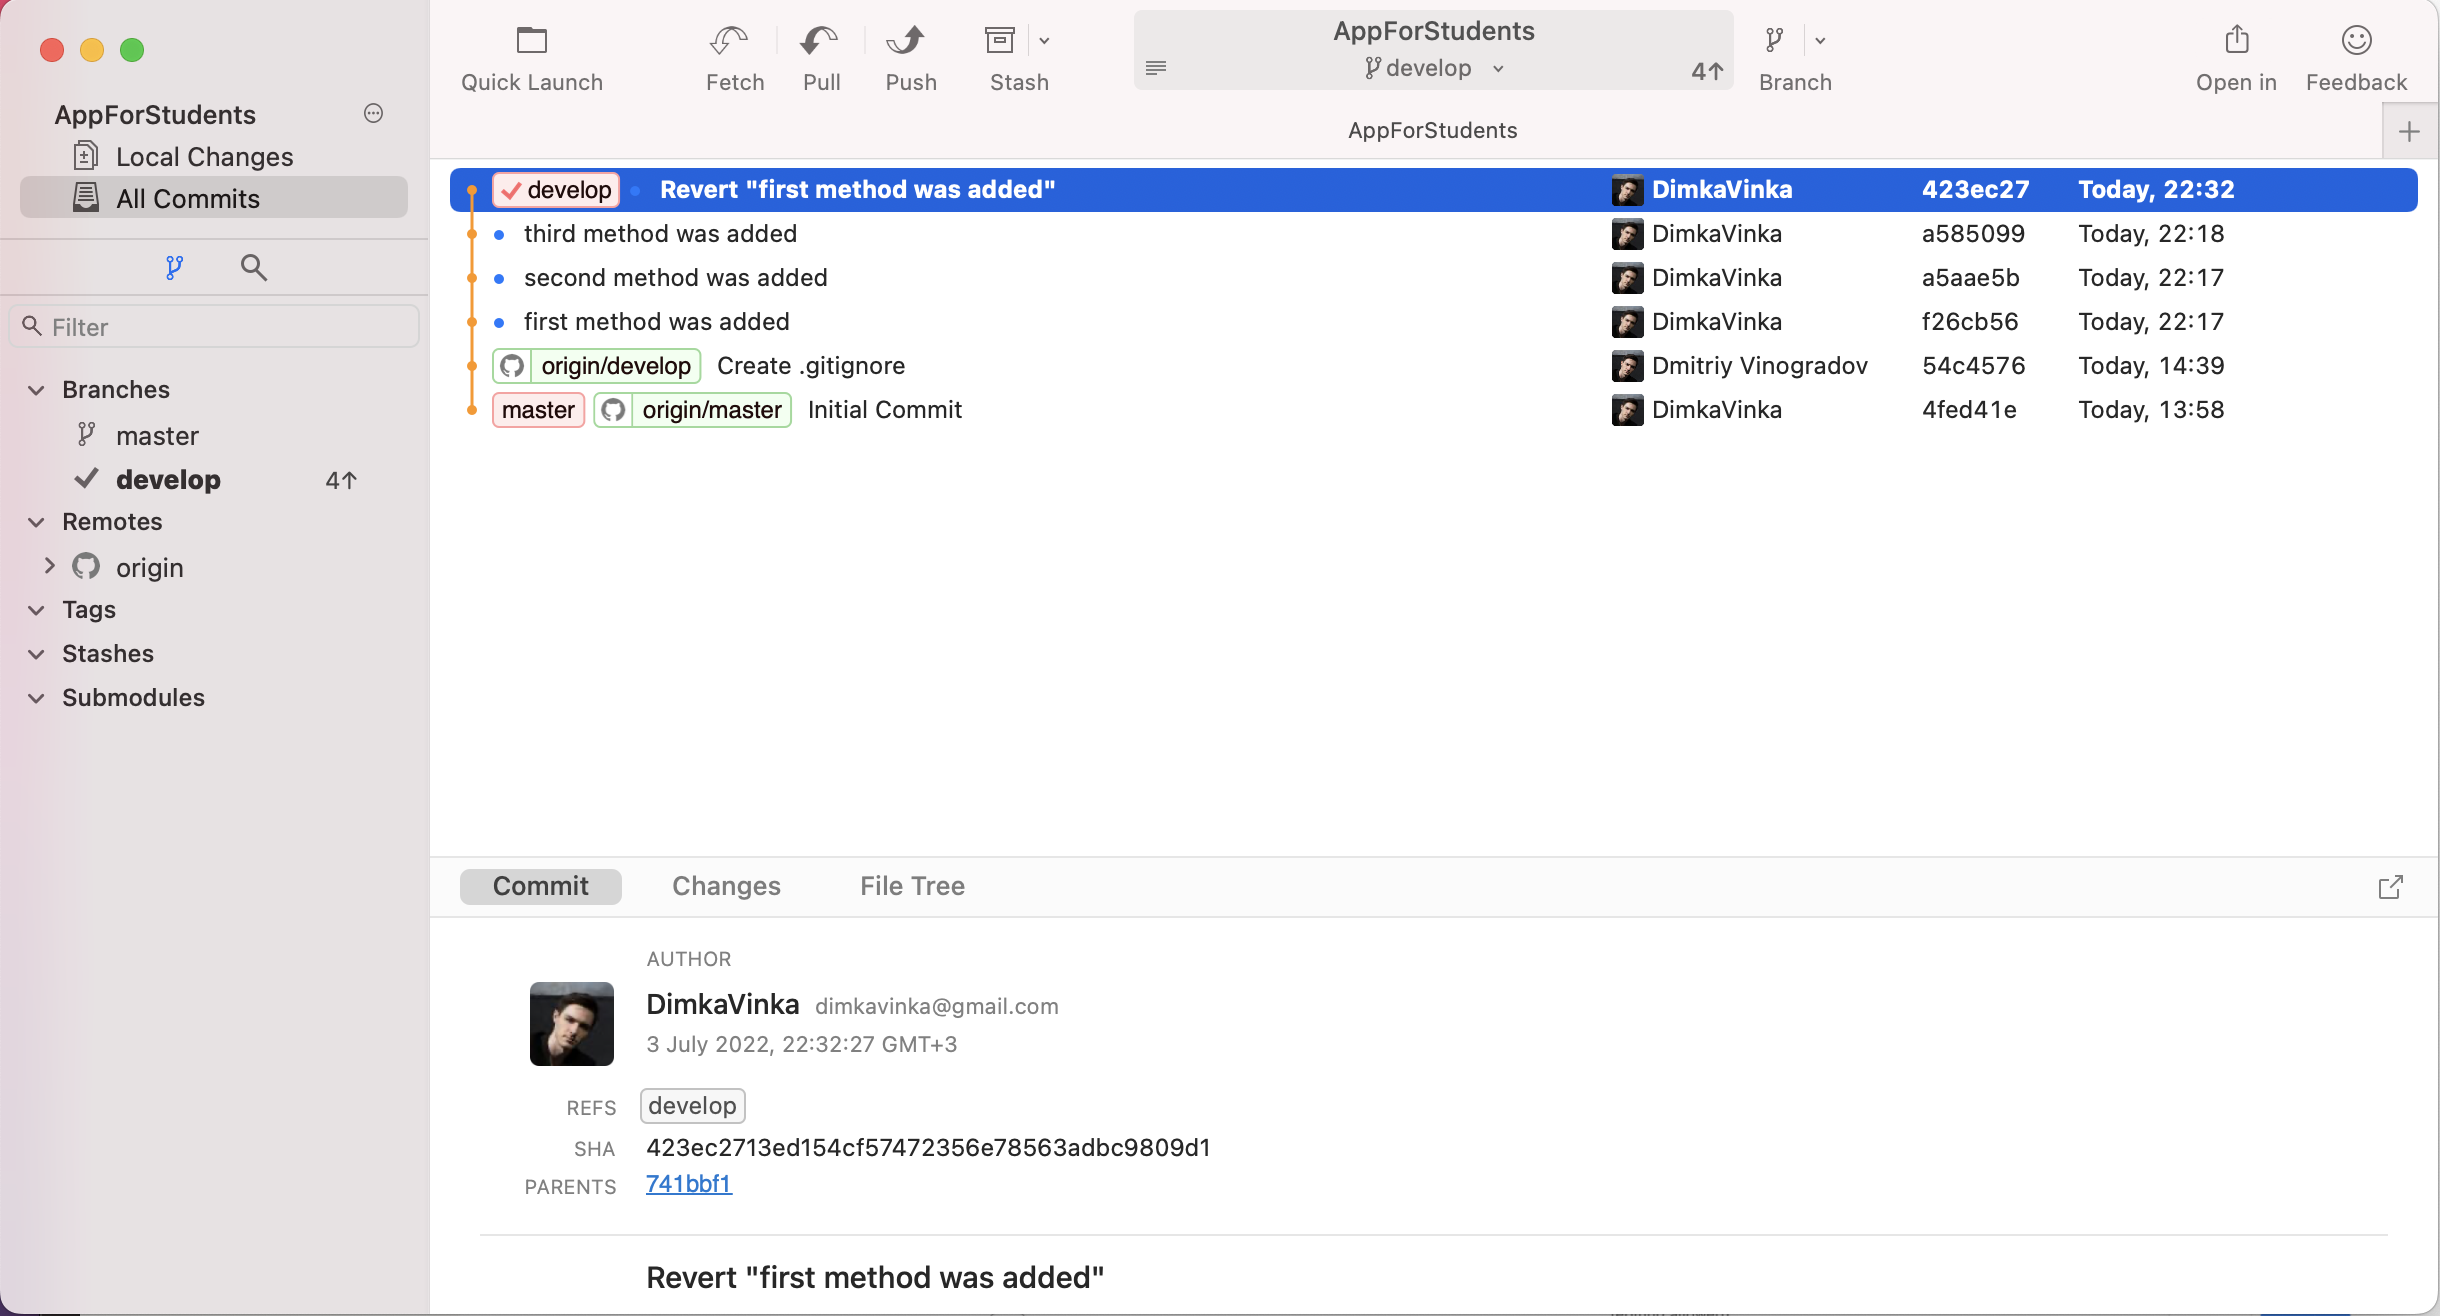 Quick Launch
Fetch
Pull
Push
Stash
AppForStudents
develop
4↑
Branch
Open in
Feedback
AppForStudents
Local Changes
All Commits
Filter
Branches
master
develop 4↑
Remotes
origin
Tags
Stashes
Submodules
AppForStudents
develop Revert "first method was added" DimkaVinka 423ec27 Today, 22:32
third method was added DimkaVinka a585099 Today, 22:18
second method was added DimkaVinka a5aae5b Today, 22:17
first method was added DimkaVinka f26cb56 Today, 22:17
origin/develop Create .gitignore Dmitriy Vinogradov 54c4576 Today, 14:39
master origin/master Initial Commit DimkaVinka 4fed41e Today, 13:58
Commit Changes File Tree
AUTHOR
DimkaVinka dimkavinka@gmail.com
3 July 2022, 22:32:27 GMT+3
REFS develop
SHA 423ec2713ed154cf57472356e78563adbc9809d1
PARENTS 741bbf1
Revert "first method was added"